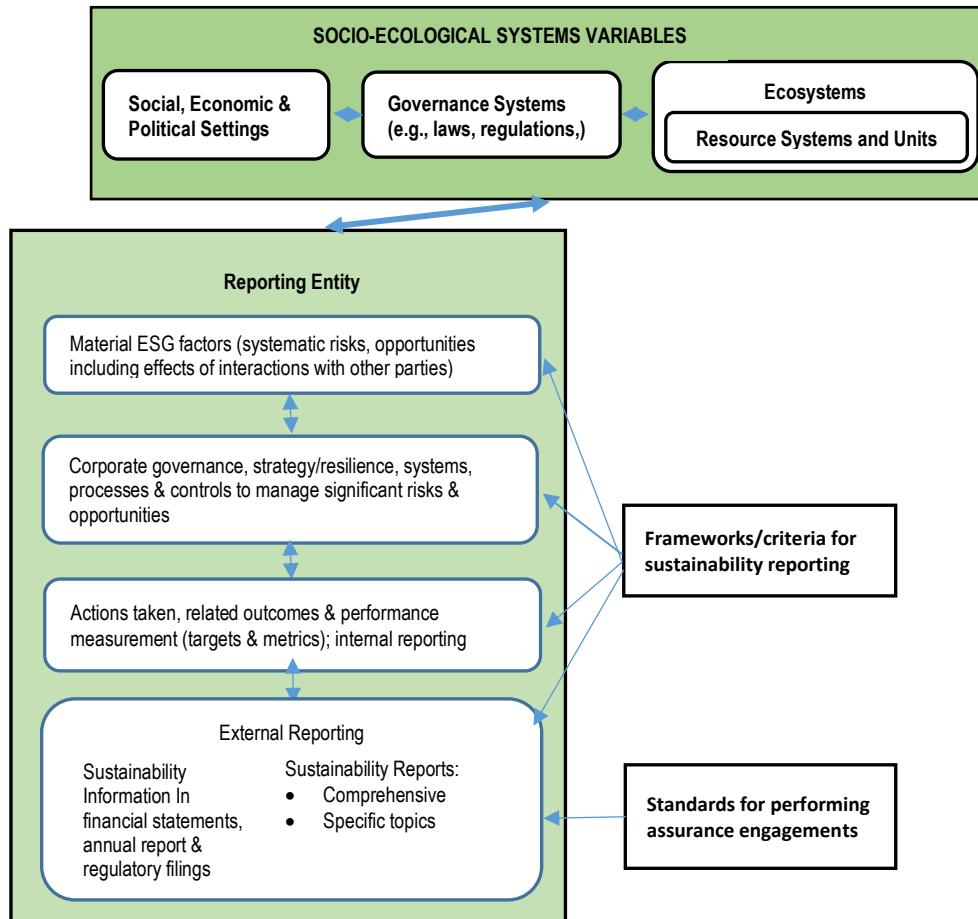 SOCIO-ECOLOGICAL SYSTEMS VARIABLES
Social, Economic &
Political Settings
Governance Systems
(e.g., laws, regulations,)
Ecosystems
Resource Systems and Units
Reporting Entity
Material ESG factors (systematic risks, opportunities
including effects of interactions with other parties)
Corporate governance, strategy/resilience, systems,
processes & controls to manage significant risks &
opportunities
Frameworks/criteria for
sustainability reporting
Actions taken, related outcomes & performance
measurement (targets & metrics); internal reporting
External Reporting
Sustainability
Information In
financial statements,
annual report &
regulatory filings
Sustainability Reports:
• Comprehensive
• Specific topics
Standards for performing
assurance engagements